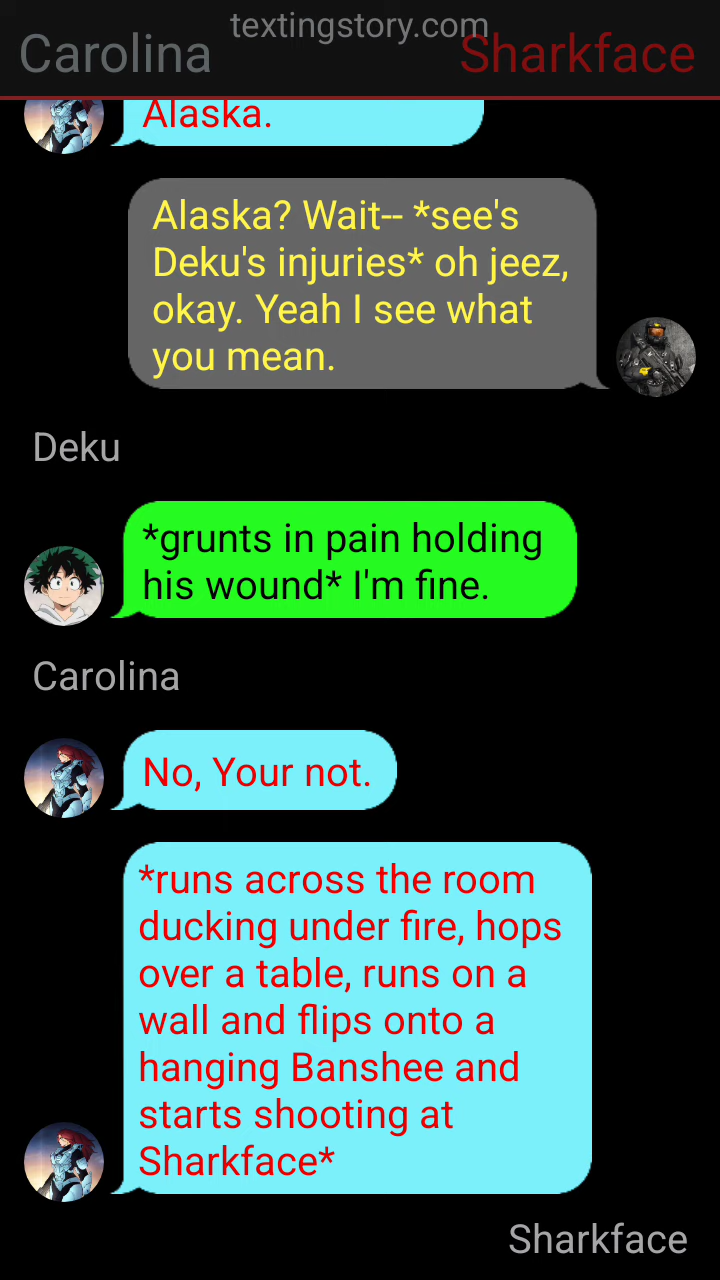 textingstory.com
Carolina
Sharkface
Alaska.
Alaska? Wait-- *see's
Deku's injuries* oh jeez,
okay. Yeah I see what
you mean.
Deku
*grunts in pain holding
his wound* I'm fine.
Carolina
No, Your not.
*runs across the room
ducking under fire, hops
over a table, runs on a
wall and flips onto a
hanging Banshee and
starts shooting at
Sharkface*
Sharkface